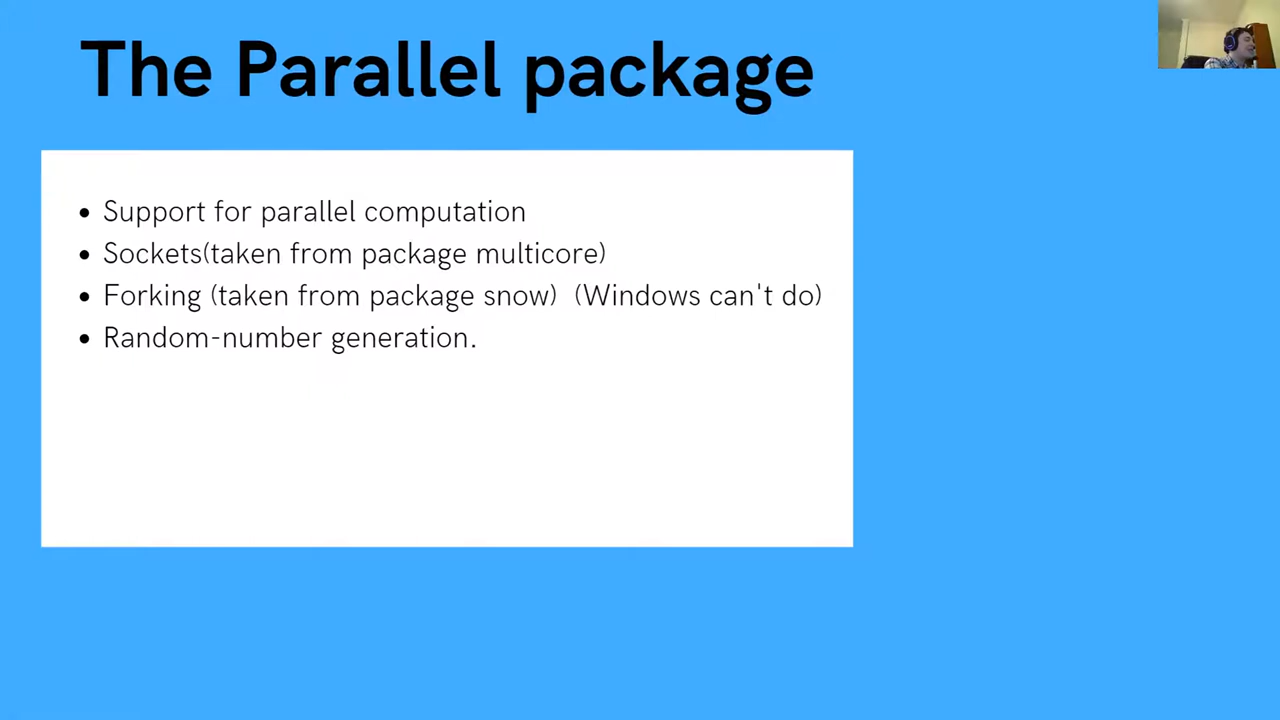 The Parallel package
• Support for parallel computation
• Sockets(taken from package multicore)
• Forking (taken from package snow)  (Windows can't do)
• Random-number generation.